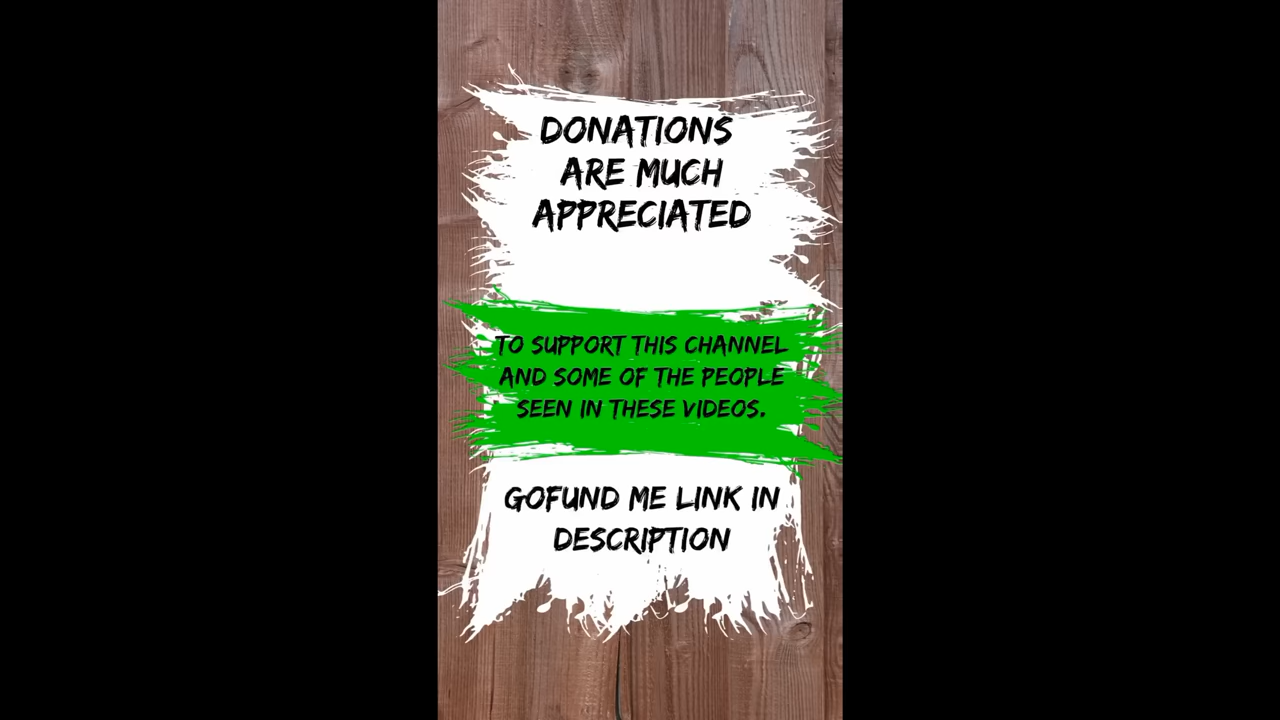 DONATIONS
ARE MUCH
APPRECIATED
TO SUPPORT THIS CHANNEL
AND SOME OF THE PEOPLE
SEEN IN THESE VIDEOS.
GOFUND ME LINK IN
DESCRIPTION